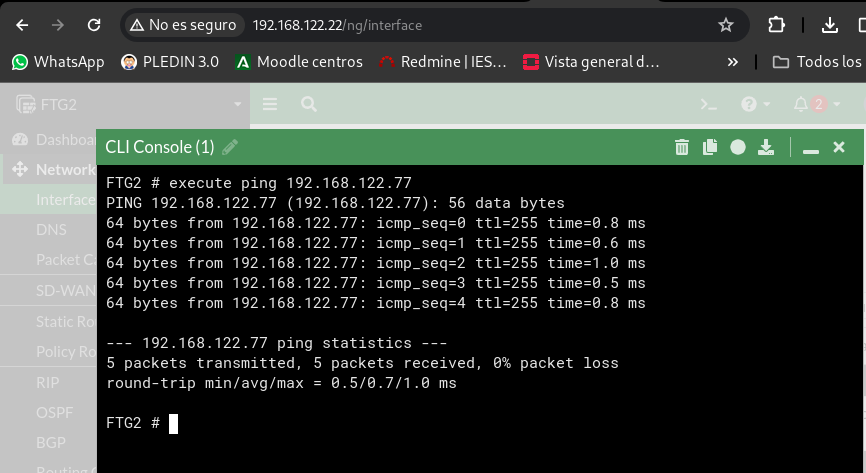 No es seguro 192.168.122.22/ng/interface
WhatsApp PLEDIN 3.0 Moodle centros Redmine | IES... Vista general d... » Todos los
FTG2
2
Dashboa
CLI Console (1)
Network
Interface
DNS
Packet Ca
SD-WAN
Static Ro
Policy Ro
RIP
OSPF
BGP
Routing O
FTG2 # execute ping 192.168.122.77
PING 192.168.122.77 (192.168.122.77): 56 data bytes
64 bytes from 192.168.122.77: icmp_seq=0 ttl=255 time=0.8 ms
64 bytes from 192.168.122.77: icmp_seq=1 ttl=255 time=0.6 ms
64 bytes from 192.168.122.77: icmp_seq=2 ttl=255 time=1.0 ms
64 bytes from 192.168.122.77: icmp_seq=3 ttl=255 time=0.5 ms
64 bytes from 192.168.122.77: icmp_seq=4 ttl=255 time=0.8 ms
--- 192.168.122.77 ping statistics ---
5 packets transmitted, 5 packets received, 0% packet loss
round-trip min/avg/max = 0.5/0.7/1.0 ms
FTG2 #